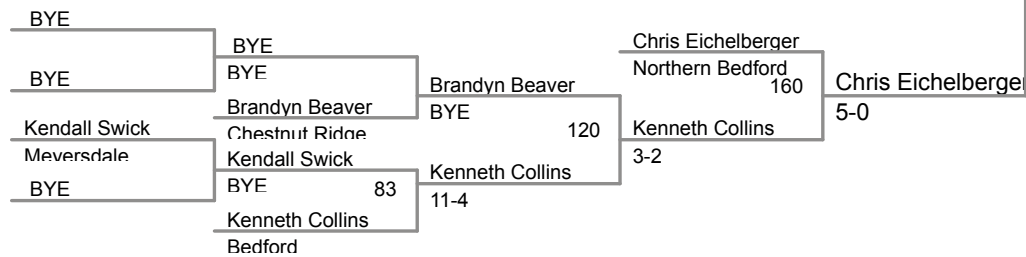 BYE
BYE
Kendall Swick
Meyersdale
BYE
BYE
BYE
Brandyn Beaver
Chestnut Ridge
Kendall Swick
BYE
83
Kenneth Collins
Bedford
Brandyn Beaver
BYE
120
Kenneth Collins
11-4
Chris Eichelberger
Northern Bedford
160
Kenneth Collins
3-2
Chris Eichelberger
5-0